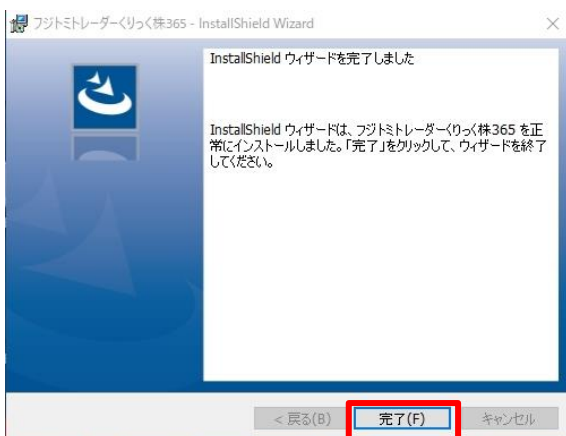 フジトミトレーダーくりっく株365 - InstallShield Wizard
InstallShield ウィザードを完了しました
InstallShield ウィザードは、フジトミトレーダーくりっく株365 を正
常にインストールしました。「完了」をクリックして、ウィザードを終了
してください。
< 戻る(B)
完了(F)
キャンセル